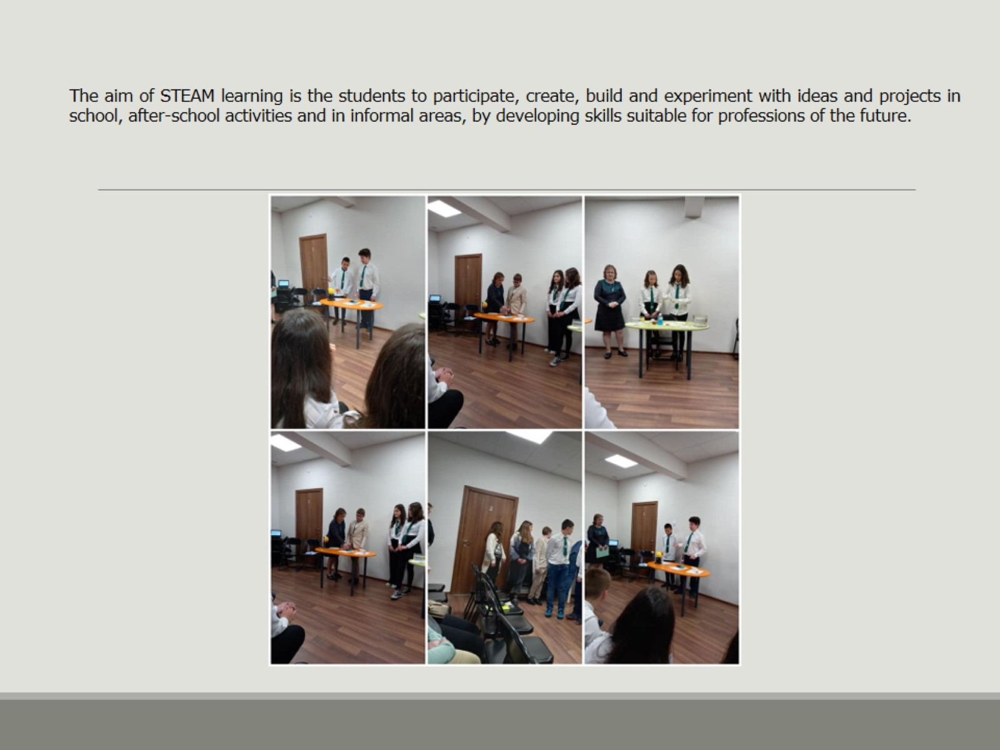 The aim of STEAM learning is the students to participate, create, build and experiment with ideas and projects in
school, after-school activities and in informal areas, by developing skills suitable for professions of the future.